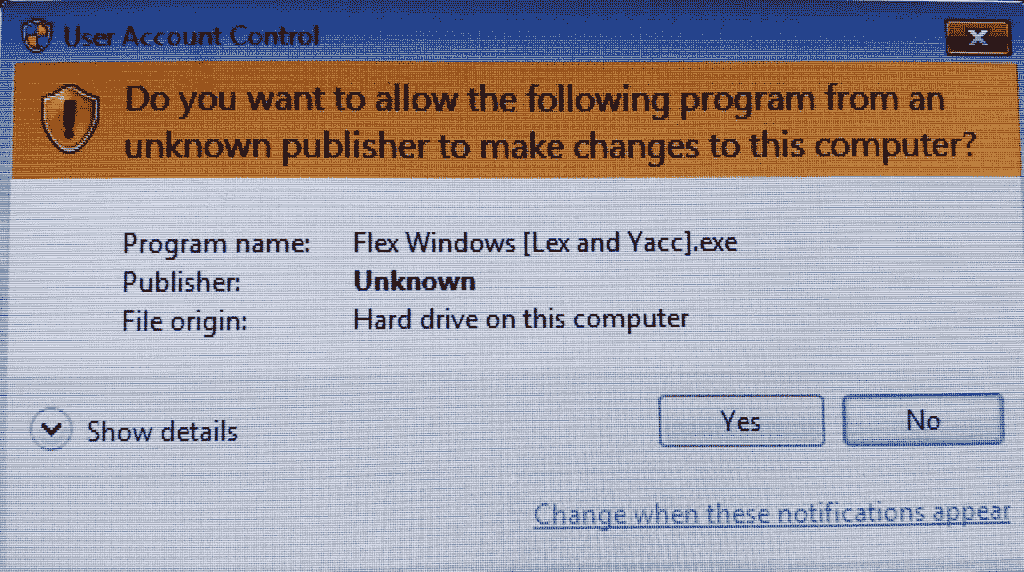 User Account Control
Do you want to allow the following program from an
unknown publisher to make changes to this computer?
Program name: Flex Windows [Lex and Yacc].exe
Publisher: Unknown
File origin: Hard drive on this computer
Show details
Yes
No
Change when these notifications appear